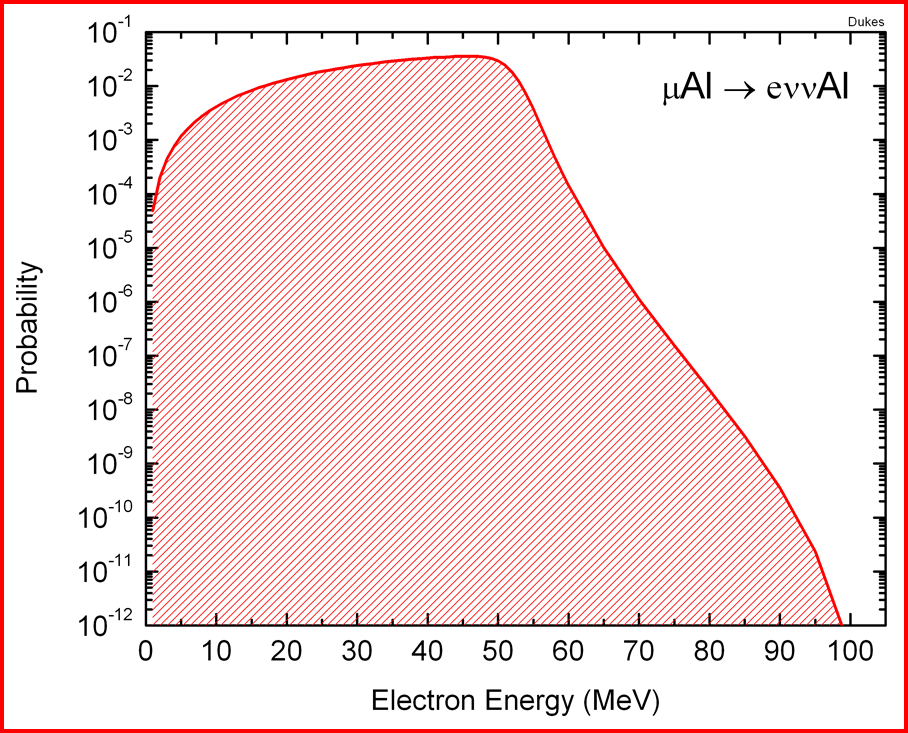 Dukes
μAl → eννAl
Probability
10⁻¹
10⁻²
10⁻³
10⁻⁴
10⁻⁵
10⁻⁶
10⁻⁷
10⁻⁸
10⁻⁹
10⁻¹⁰
10⁻¹¹
10⁻¹²
0 10 20 30 40 50 60 70 80 90 100
Electron Energy (MeV)